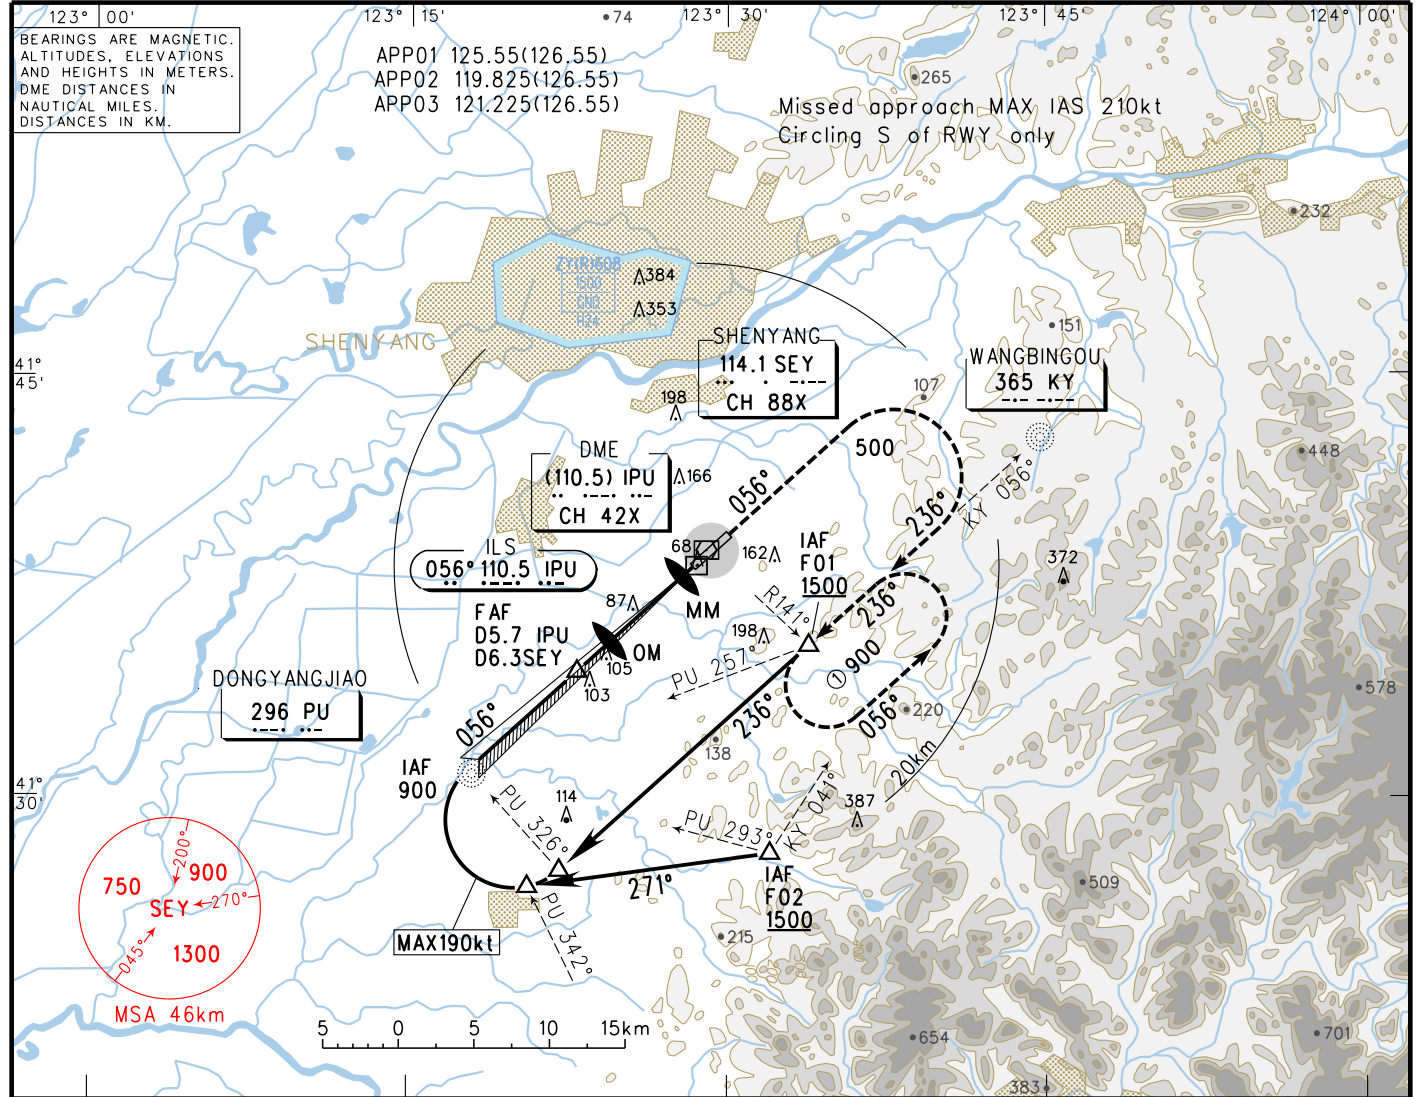 123° 00'
123° 15'
74
123° 30'
123° 45'
124° 00'
BEARINGS ARE MAGNETIC.
ALTITUDES, ELEVATIONS
AND HEIGHTS IN METERS.
DME DISTANCES IN
NAUTICAL MILES.
DISTANCES IN KM.
APP01 125.55(126.55)
APP02 119.825(126.55)
APP03 121.225(126.55)
265
Missed approach MAX IAS 210kt
Circling S of RWY only
232
ZY(R)608
1500
GND
H24
384
353
SHENYANG
151
SHENYANG
114.1 SEY
CH 88X
WANGBINGOU
365 KY
41°
45'
107
198
500
448
DME
(110.5) IPU
CH 42X
166
056°
236°
KY 056°
ILS
056° 110.5 IPU
68
162
IAF
F01
1500
372
MM
R141°
236°
87
FAF
D5.7 IPU
D6.3SEY
OM
198
105
PU 257°
① 900
103
DONGYANGJIAO
296 PU
578
056°
236°
056°
220
138
20km
IAF
900
41°
30'
PU 326°
114
PU 293°
KY 041°
387
200°
750
900
SEY
270°
271°
IAF
F02
1500
509
PU 342°
045°
1300
MAX190kt
215
MSA 46km
5 0 5 10 15km
654
701
383